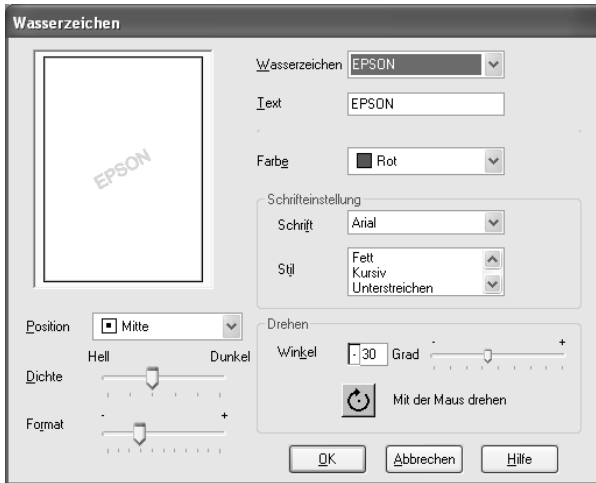 Wasserzeichen
EPSON
Wasserzeichen EPSON
Text EPSON
Farbe Rot
Schrifteinstellung
Schrift Arial
Stil
Fett
Kursiv
Unterstreichen
Position Mitte
Hell Dunkel
Dichte
Format - +
Drehen
Winkel - 30 Grad - +
Mit der Maus drehen
OK Abbrechen Hilfe